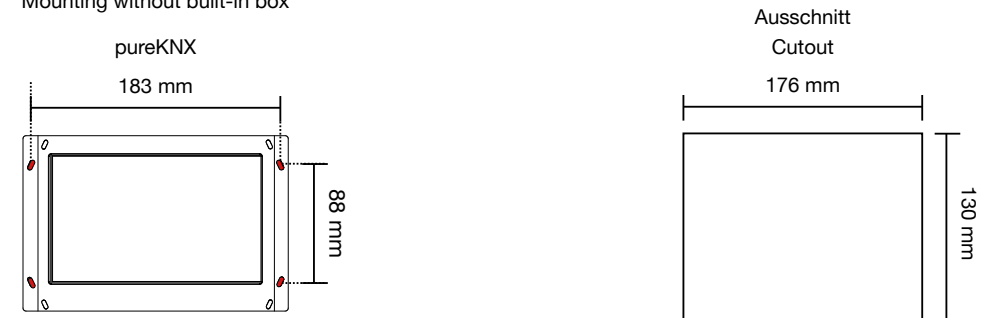 Mounting without built-in box
pureKNX
183 mm
88 mm
Ausschnitt
Cutout
176 mm
130 mm